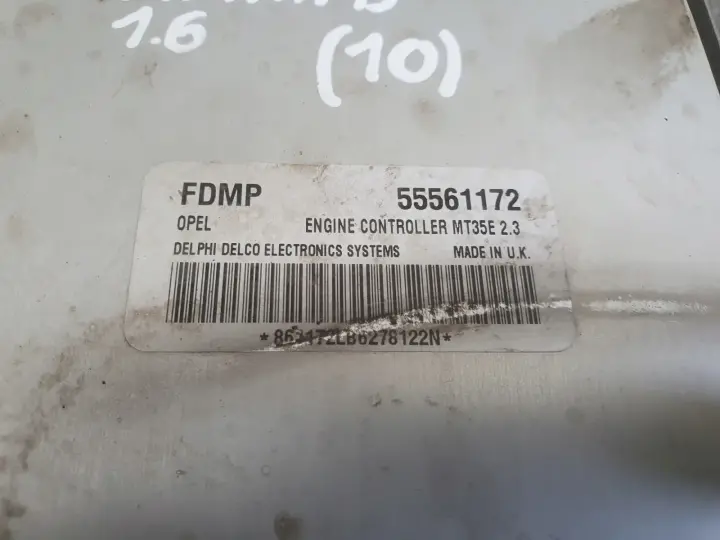 1.6 (10)
FDMP 55561172
OPEL ENGINE CONTROLLER MT35E 2.3
DELPHI DELCO ELECTRONICS SYSTEMS MADE IN U.K.